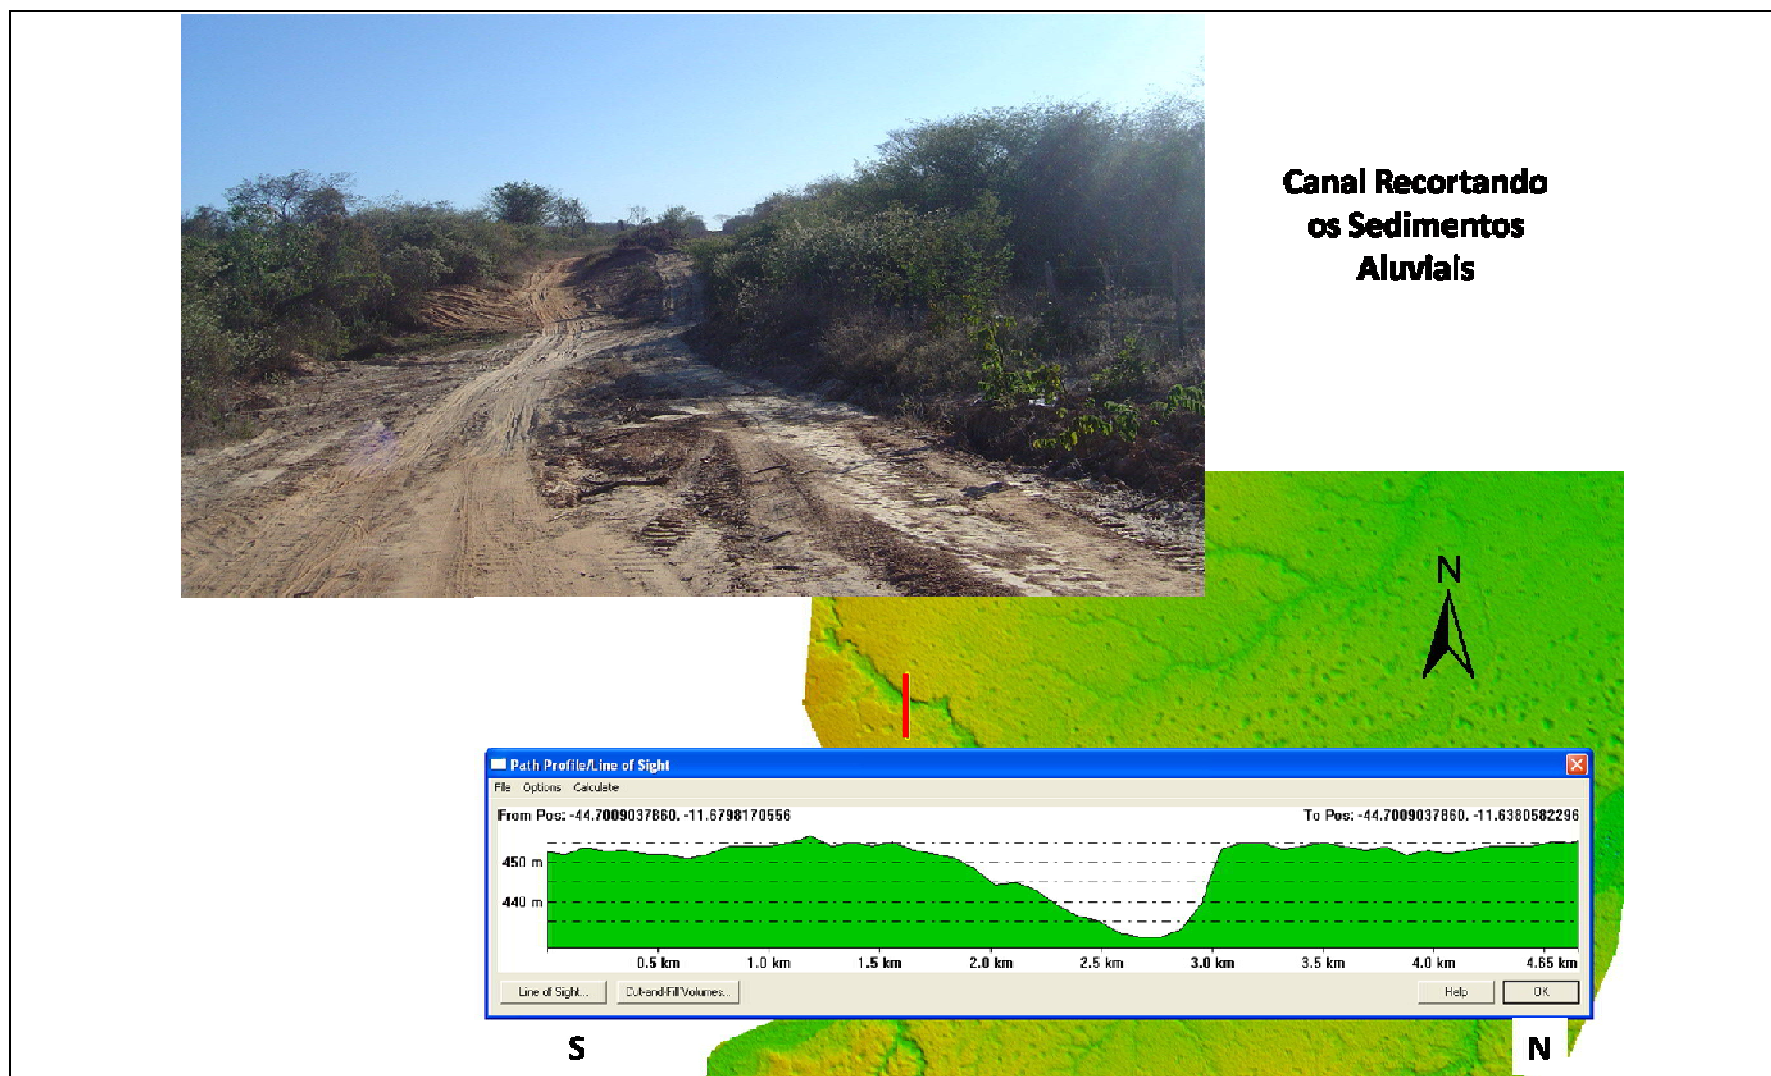 Canal Recortando
os Sedimentos
Aluviais
N
Path Profile/Line of Sight
File Options Calculate
From Pos: -44.7009037860, -11.6798170556 To Pos: -44.7009037860, -11.6380582296
450 m
440 m
0.5 km 1.0 km 1.5 km 2.0 km 2.5 km 3.0 km 3.5 km 4.0 km 4.65 km
Line of Sight... Cut-and-Fill Volumes... Help OK
S N